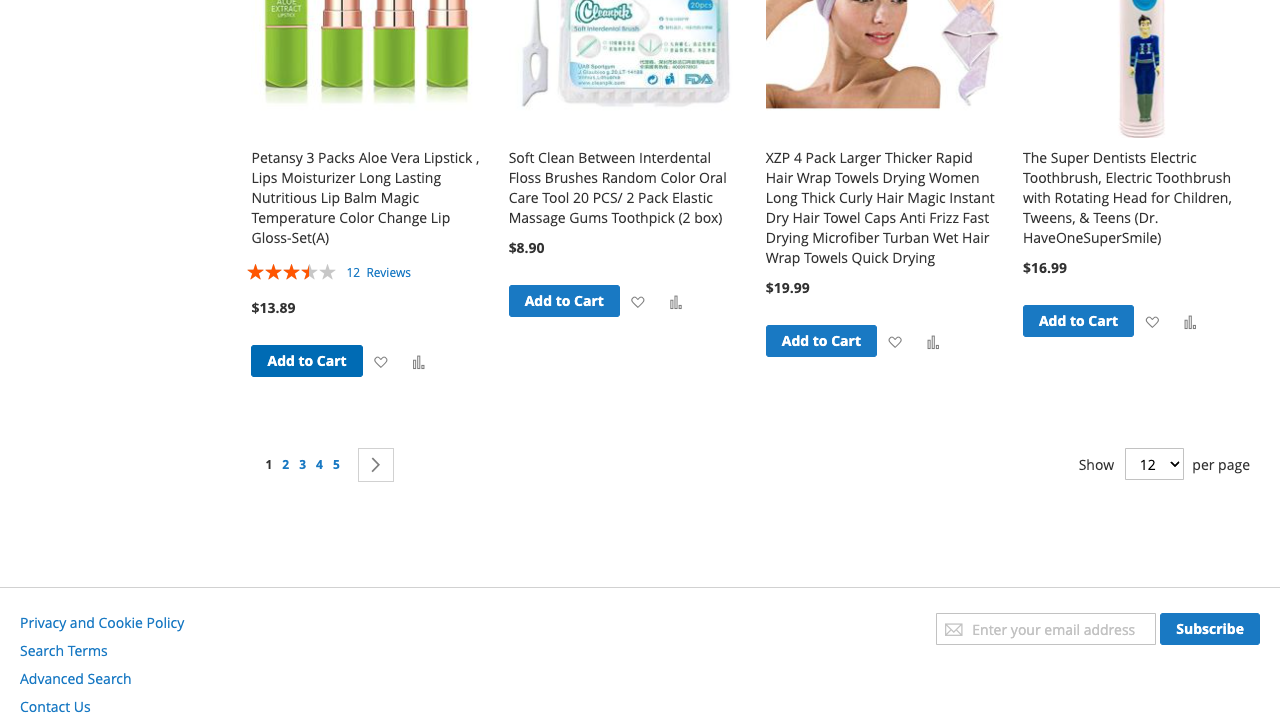 ALOE
EXTRACT
LIPSTICK
Cleanpik
20pcs
Soft Interdental Brush
UAB Sportgum
www.cleanpik.com
FDA
Petansy 3 Packs Aloe Vera Lipstick ,
Lips Moisturizer Long Lasting
Nutritious Lip Balm Magic
Temperature Color Change Lip
Gloss-Set(A)
12 Reviews
$13.89
Add to Cart
Soft Clean Between Interdental
Floss Brushes Random Color Oral
Care Tool 20 PCS/ 2 Pack Elastic
Massage Gums Toothpick (2 box)
$8.90
Add to Cart
XZP 4 Pack Larger Thicker Rapid
Hair Wrap Towels Drying Women
Long Thick Curly Hair Magic Instant
Dry Hair Towel Caps Anti Frizz Fast
Drying Microfiber Turban Wet Hair
Wrap Towels Quick Drying
$19.99
Add to Cart
The Super Dentists Electric
Toothbrush, Electric Toothbrush
with Rotating Head for Children,
Tweens, & Teens (Dr.
HaveOneSuperSmile)
$16.99
Add to Cart
1 2 3 4 5
Show 12 per page
Privacy and Cookie Policy
Search Terms
Advanced Search
Contact Us
Enter your email address
Subscribe